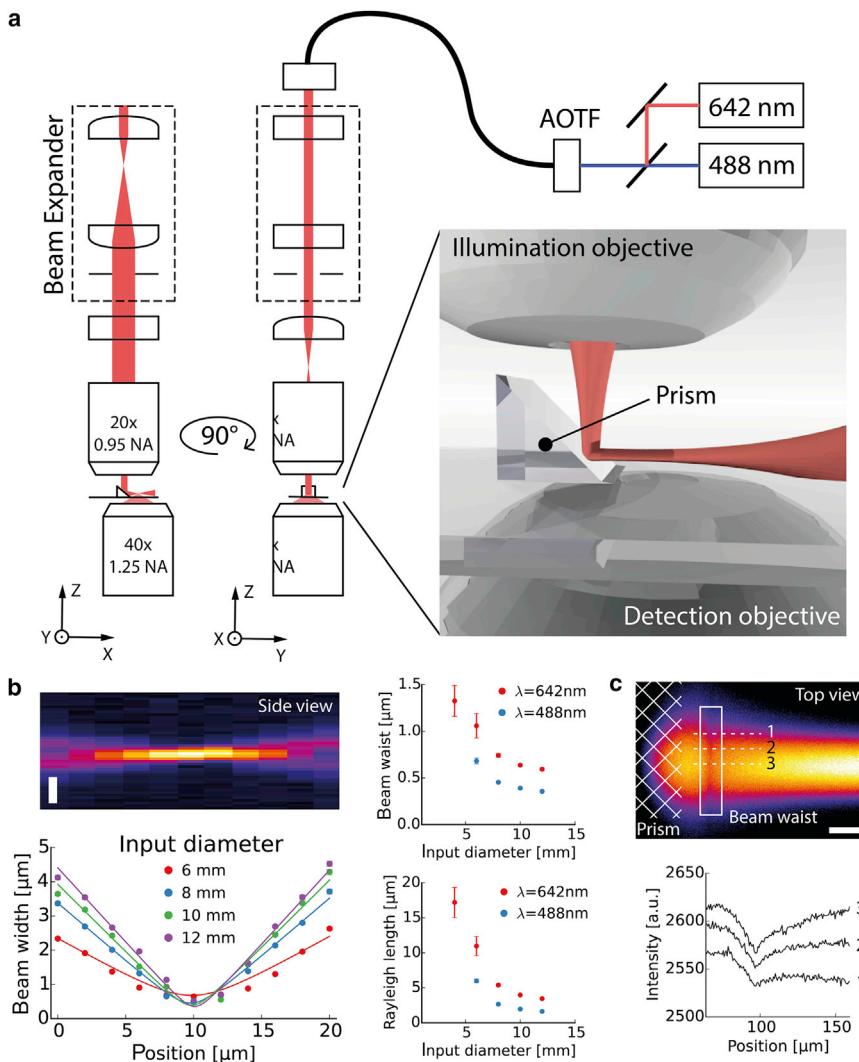 a
642 nm
AOTF
488 nm
Beam Expander
Illumination objective
Prism
20x
0.95 NA
90°
x
NA
40x
1.25 NA
x
NA
Detection objective
Z
Y
X
Z
X
Y
b
Side view
1.5
1.0
0.5
0.0
Beam waist [µm]
λ=642nm
λ=488nm
5
10
15
Input diameter [mm]
c
Top view
1
2
3
Prism
Beam waist
Input diameter
6 mm
8 mm
10 mm
12 mm
5
4
3
2
1
0
Beam width [µm]
0
5
10
15
20
Position [µm]
20
15
10
5
0
Rayleigh length [µm]
λ=642nm
λ=488nm
5
10
15
Input diameter [mm]
2650
2600
2550
2500
Intensity [a.u.]
3
2
100
150
Position [µm]